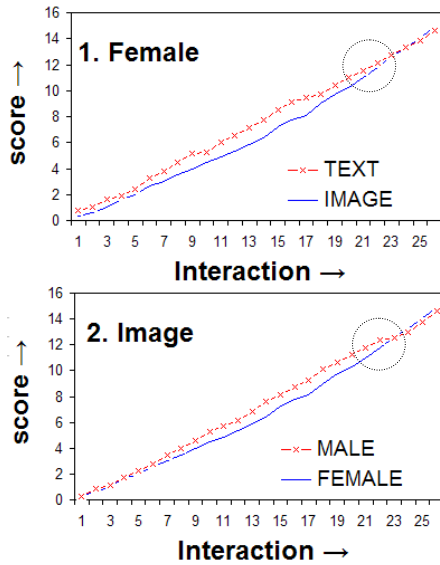 16
14
12
10
8
6
4
2
0
score →
1. Female
TEXT
IMAGE
1 3 5 7 9 11 13 15 17 19 21 23 25
Interaction →
16
14
12
10
8
6
4
2
0
score →
2. Image
MALE
FEMALE
1 3 5 7 9 11 13 15 17 19 21 23 25
Interaction →